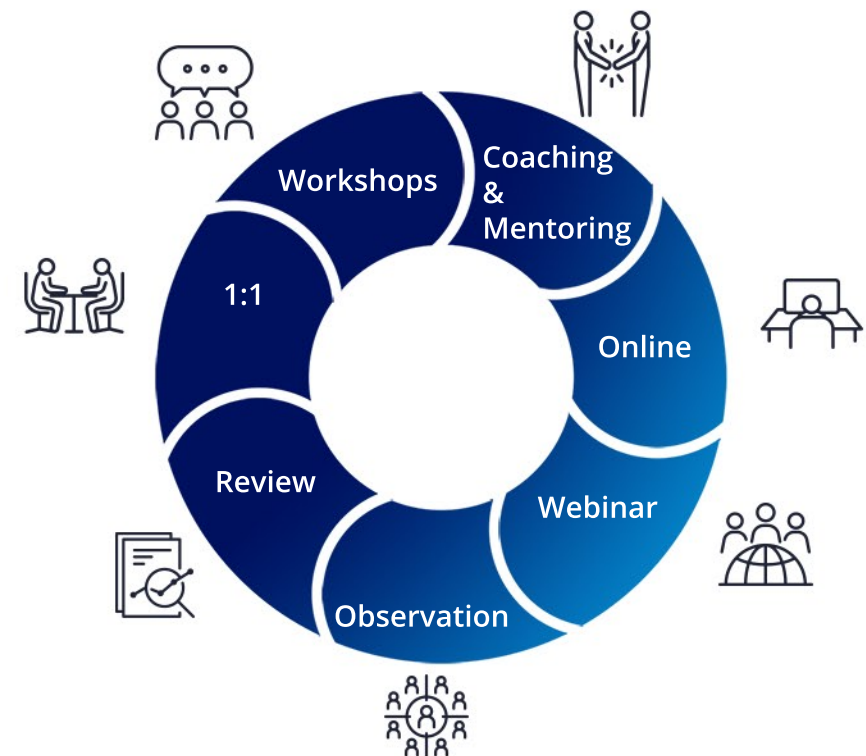 Workshops
Coaching
&
Mentoring
1:1
Online
Review
Webinar
Observation